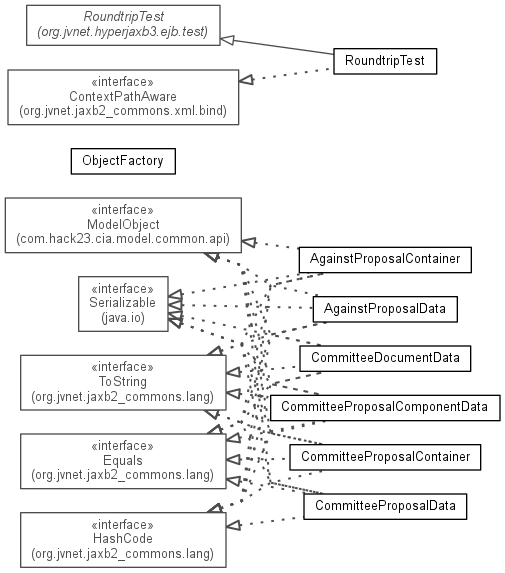 RoundtripTest
(org.jvnet.hyperjaxb3.ejb.test)
RoundtripTest
«interface»
ContextPathAware
(org.jvnet.jaxb2_commons.xml.bind)
ObjectFactory
«interface»
ModelObject
(com.hack23.cia.model.common.api)
AgainstProposalContainer
«interface»
Serializable
(java.io)
AgainstProposalData
CommitteeDocumentData
«interface»
ToString
(org.jvnet.jaxb2_commons.lang)
CommitteeProposalComponentData
«interface»
Equals
(org.jvnet.jaxb2_commons.lang)
CommitteeProposalContainer
CommitteeProposalData
«interface»
HashCode
(org.jvnet.jaxb2_commons.lang)